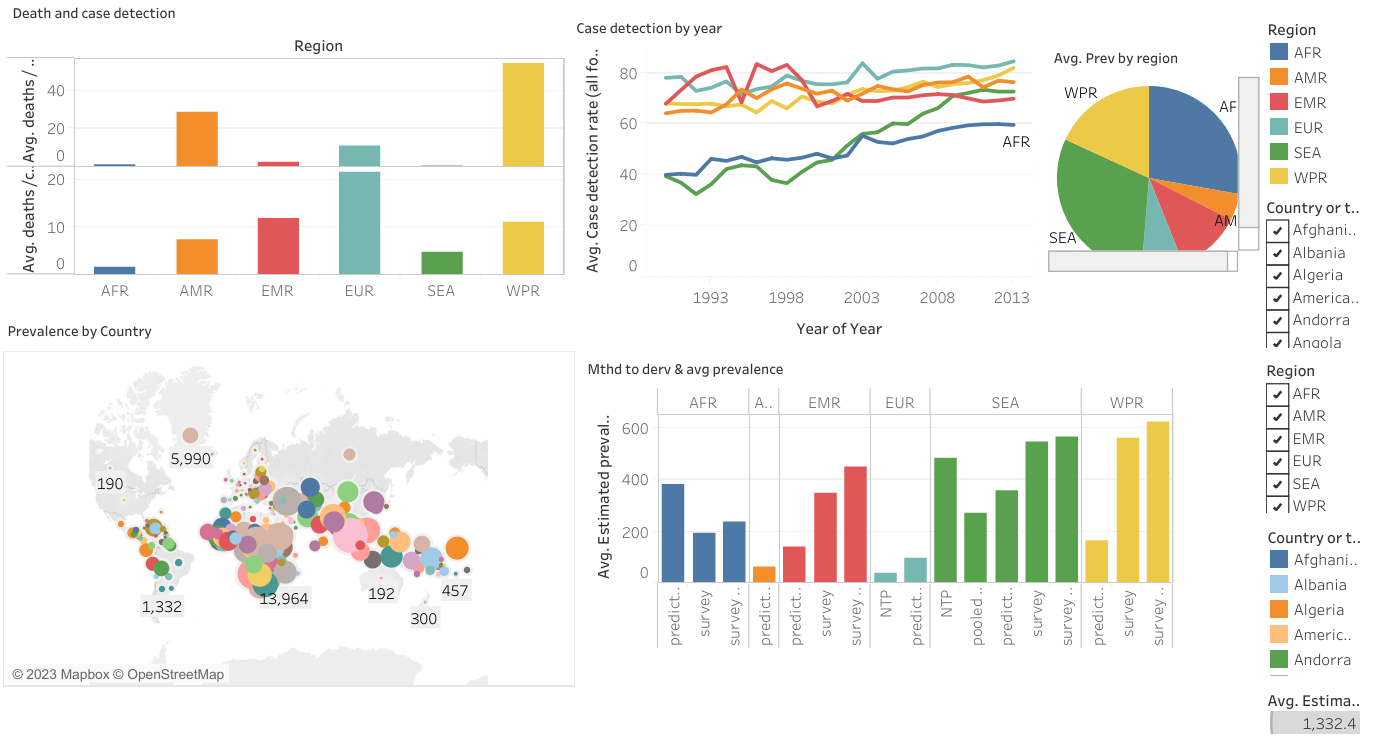 Death and case detection
Region
Avg. deaths / ..
40
20
0
Avg. deaths /c..
20
10
0
AFR AMR EMR EUR SEA WPR
Case detection by year
Avg. Case detection rate (all fo..
80
60
40
20
0
AFR
1993 1998 2003 2008 2013
Year of Year
Avg. Prev by region
WPR
AF
AM
SEA
Region
AFR
AMR
EMR
EUR
SEA
WPR
Country or t..
Afghani..
Albania
Algeria
America..
Andorra
Angola
Prevalence by Country
5,990
190
1,332
13,964
192
457
300
© 2023 Mapbox © OpenStreetMap
Mthd to derv & avg prevalence
AFR A.. EMR EUR SEA WPR
Avg. Estimated preval..
600
400
200
0
predict..
survey
survey ..
predict..
predict..
survey
survey ..
NTP
predict..
NTP
pooled ..
predict..
survey
survey ..
predict..
survey
survey ..
Region
AFR
AMR
EMR
EUR
SEA
WPR
Country or t..
Afghani..
Albania
Algeria
Americ..
Andorra
Avg. Estima..
1,332.4